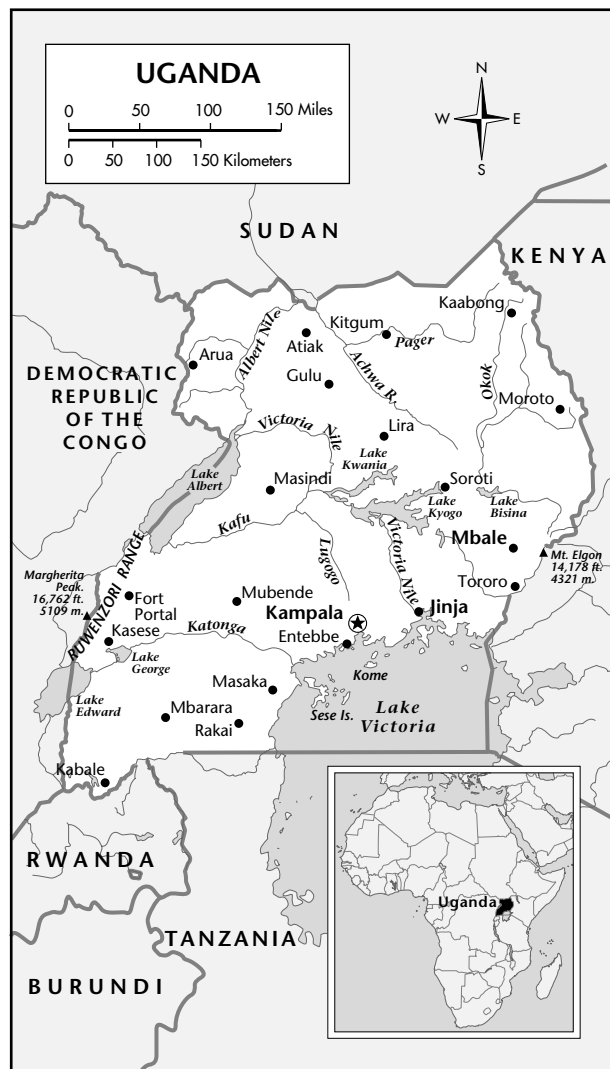 UGANDA
0 50 100 150 Miles
0 50 100 150 Kilometers
N
W E
S
SUDAN
KENYA
Kaabong
Kitgum
Pager
Albert Nile
Atiak
Arua
Achwa R.
Okok
DEMOCRATIC
REPUBLIC
OF THE
CONGO
Gulu
Moroto
Victoria Nile
Lira
Lake
Kwania
Lake
Albert
Masindi
Soroti
Lake
Kyogo
Lake
Bisina
Kafu
Lugogo
Victoria Nile
Mbale
Mt. Elgon
14,178 ft.
4321 m.
Margherita
Peak
16,762 ft.
5109 m.
RUWENZORI RANGE
Fort
Portal
Mubende
Tororo
Kampala
Jinja
Kasese
Katonga
Entebbe
Lake
George
Kome
Masaka
Lake
Edward
Mbarara
Sese Is.
Lake
Victoria
Rakai
Kabale
RWANDA
Uganda
TANZANIA
BURUNDI